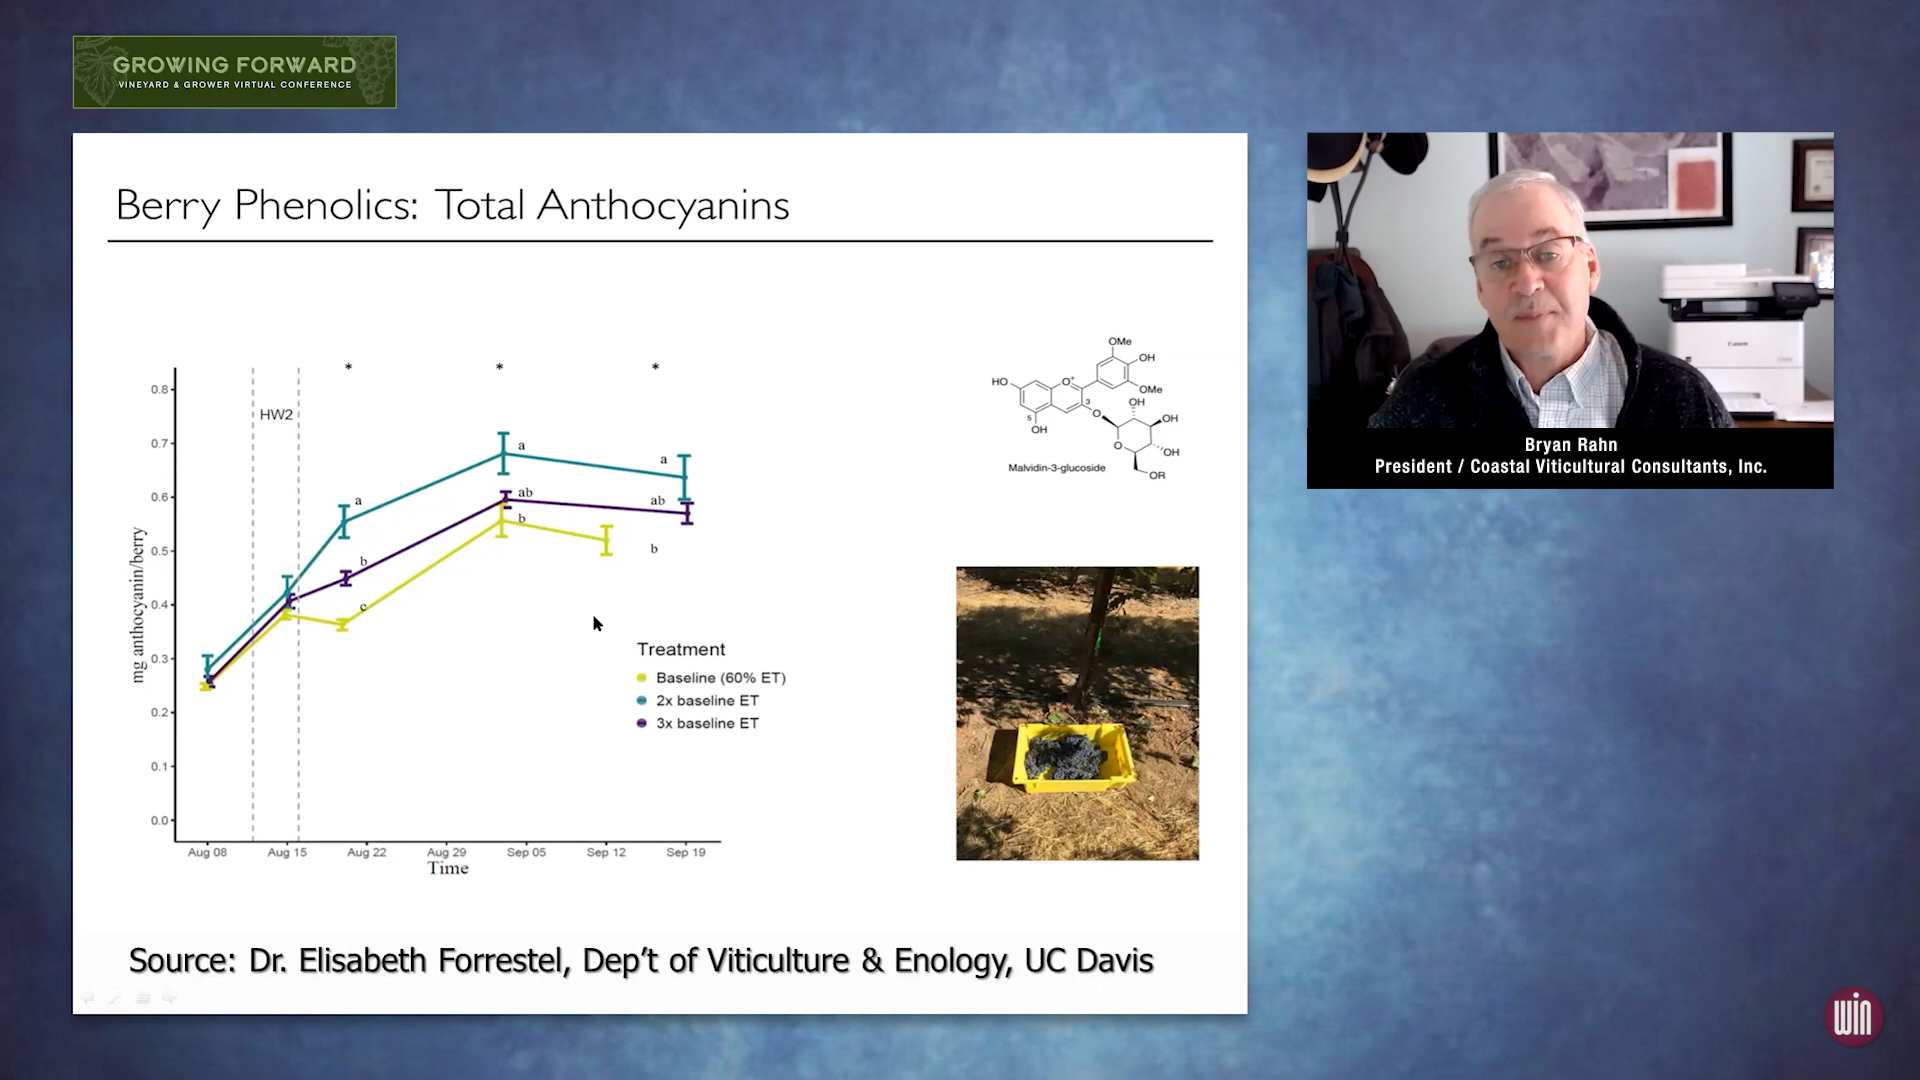 GROWING FORWARD
VINEYARD & GROWER VIRTUAL CONFERENCE
Berry Phenolics: Total Anthocyanins
* * *
HW2
0.8
0.7
0.6
0.5
0.4
0.3
0.2
0.1
0.0
mg anthocyanin/berry
a
b
c
a
ab
b
a
ab
b
Treatment
Baseline (60% ET)
2x baseline ET
3x baseline ET
Aug 08 Aug 15 Aug 22 Aug 29 Sep 05 Sep 12 Sep 19
Time
OMe
OH
HO
O+
OMe
3
OH
O
OH
5
OH
O
OH
OR
Malvidin-3-glucoside
Source: Dr. Elisabeth Forrestel, Dep't of Viticulture & Enology, UC Davis
Canon
Bryan Rahn
President / Coastal Viticultural Consultants, Inc.
win